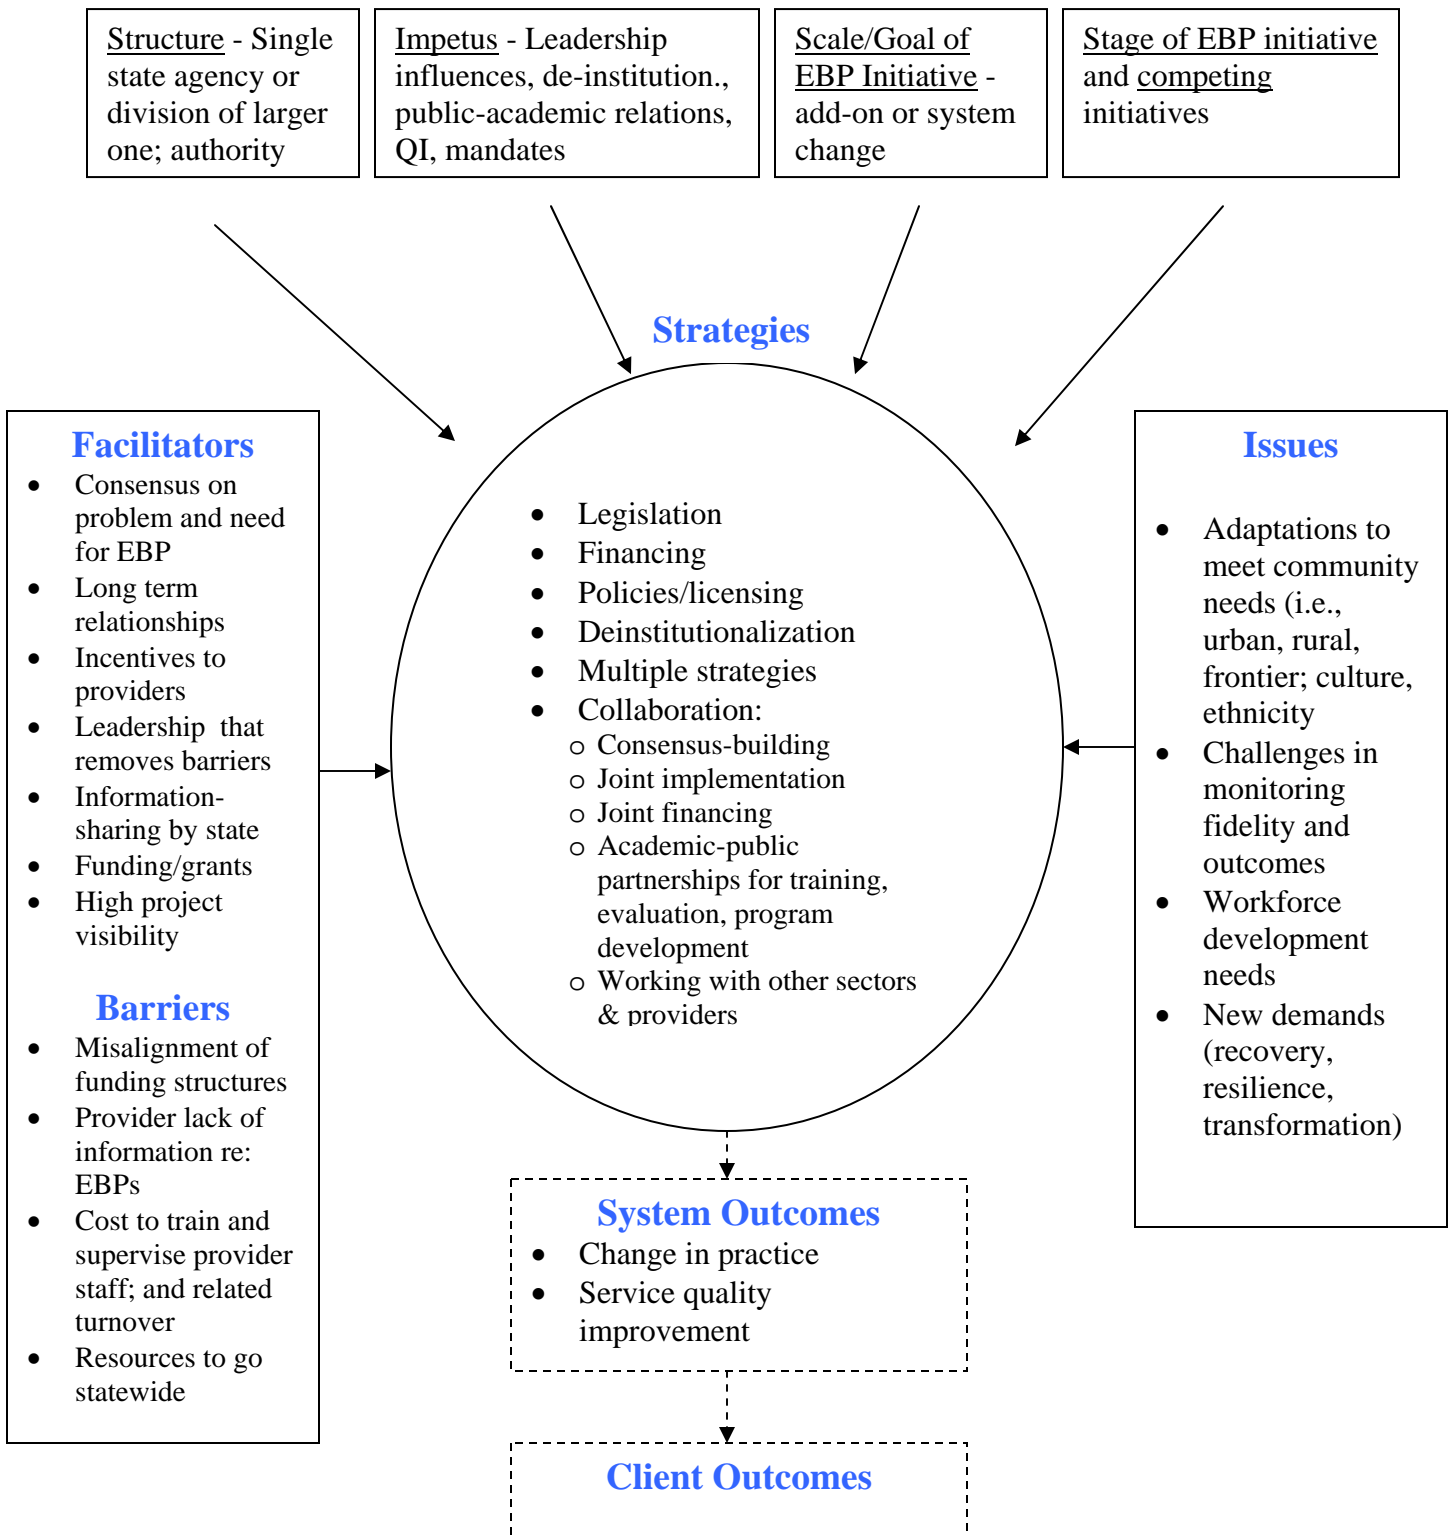 Structure - Single
state agency or
division of larger
one; authority
Impetus - Leadership
influences, de-institution.,
public-academic relations,
QI, mandates
Scale/Goal of
EBP Initiative -
add-on or system
change
Stage of EBP initiative
and competing
initiatives
Strategies
Facilitators
• Consensus on
problem and need
for EBP
• Long term
relationships
• Incentives to
providers
• Leadership that
removes barriers
• Information-
sharing by state
• Funding/grants
• High project
visibility
Barriers
• Misalignment of
funding structures
• Provider lack of
information re:
EBPs
• Cost to train and
supervise provider
staff; and related
turnover
• Resources to go
statewide
• Legislation
• Financing
• Policies/licensing
• Deinstitutionalization
• Multiple strategies
• Collaboration:
o Consensus-building
o Joint implementation
o Joint financing
o Academic-public
partnerships for training,
evaluation, program
development
o Working with other sectors
& providers
Issues
• Adaptations to
meet community
needs (i.e.,
urban, rural,
frontier; culture,
ethnicity
• Challenges in
monitoring
fidelity and
outcomes
• Workforce
development
needs
• New demands
(recovery,
resilience,
transformation)
System Outcomes
• Change in practice
• Service quality
improvement
Client Outcomes